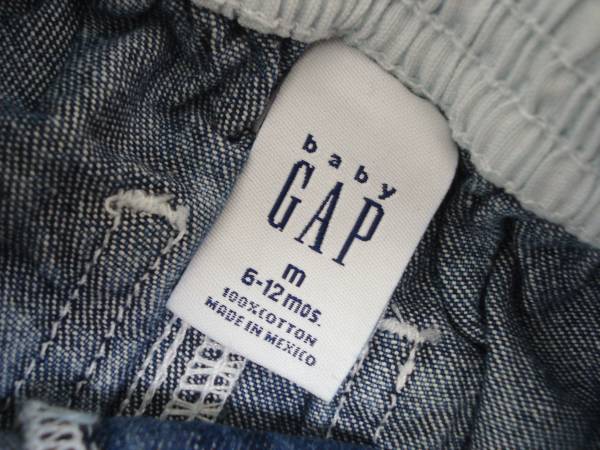 baby
GAP
m
6-12 mos.
100% COTTON
MADE IN MEXICO